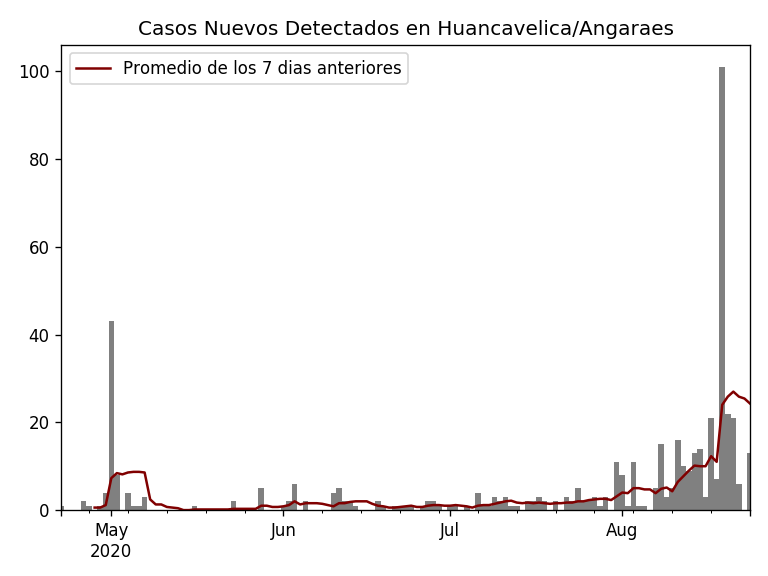 Casos Nuevos Detectados en Huancavelica/Angaraes
Promedio de los 7 dias anteriores
100
80
60
40
20
0
May
2020
Jun
Jul
Aug